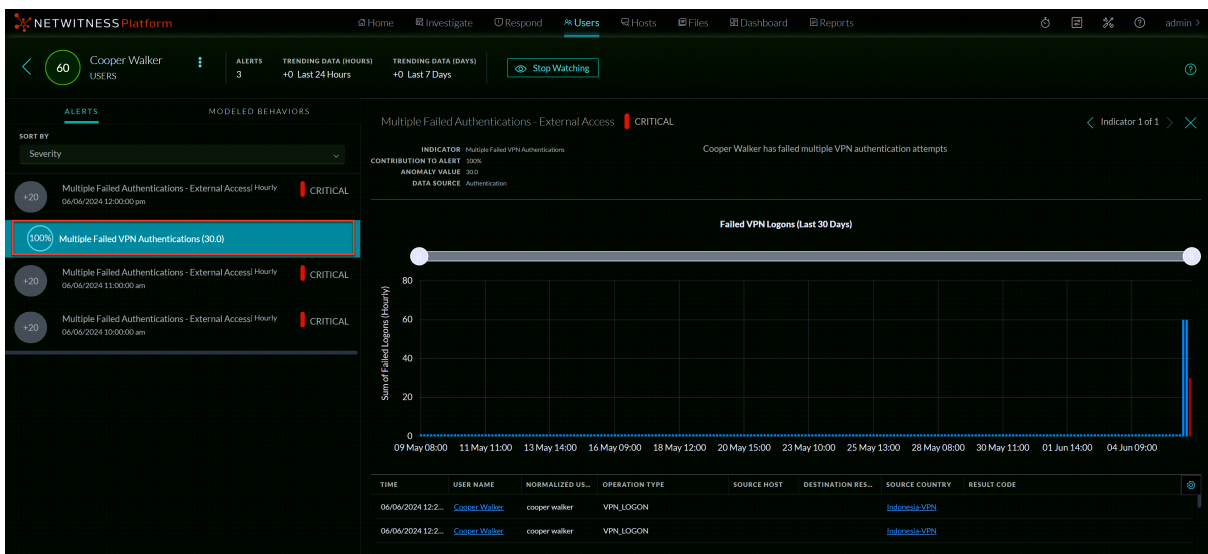 NETWITNESS Platform
Home Investigate Respond Users Hosts Files Dashboard Reports admin >
60 Cooper Walker USERS
ALERTS 3
TRENDING DATA (HOURS) +0 Last 24 Hours
TRENDING DATA (DAYS) +0 Last 7 Days
Stop Watching
ALERTS MODELED BEHAVIORS
SORT BY
Severity
+20 Multiple Failed Authentications - External Access| Hourly CRITICAL
06/06/2024 12:00:00 pm
100% Multiple Failed VPN Authentications (30.0)
+20 Multiple Failed Authentications - External Access| Hourly CRITICAL
06/06/2024 11:00:00 am
+20 Multiple Failed Authentications - External Access| Hourly CRITICAL
06/06/2024 10:00:00 am
Multiple Failed Authentications - External Access CRITICAL
< Indicator 1 of 1 >
INDICATOR Multiple Failed VPN Authentications
CONTRIBUTION TO ALERT 100%
ANOMALY VALUE 30.0
DATA SOURCE Authentication
Cooper Walker has failed multiple VPN authentication attempts
Failed VPN Logons (Last 30 Days)
Sum of Failed Logons (Hourly)
80
60
40
20
0
09 May 08:00 11 May 11:00 13 May 14:00 16 May 09:00 18 May 12:00 20 May 15:00 23 May 10:00 25 May 13:00 28 May 08:00 30 May 11:00 01 Jun 14:00 04 Jun 09:00
TIME USER NAME NORMALIZED US... OPERATION TYPE SOURCE HOST DESTINATION RES... SOURCE COUNTRY RESULT CODE
06/06/2024 12:2... Cooper Walker cooper walker VPN_LOGON Indonesia-VPN
06/06/2024 12:2... Cooper Walker cooper walker VPN_LOGON Indonesia-VPN